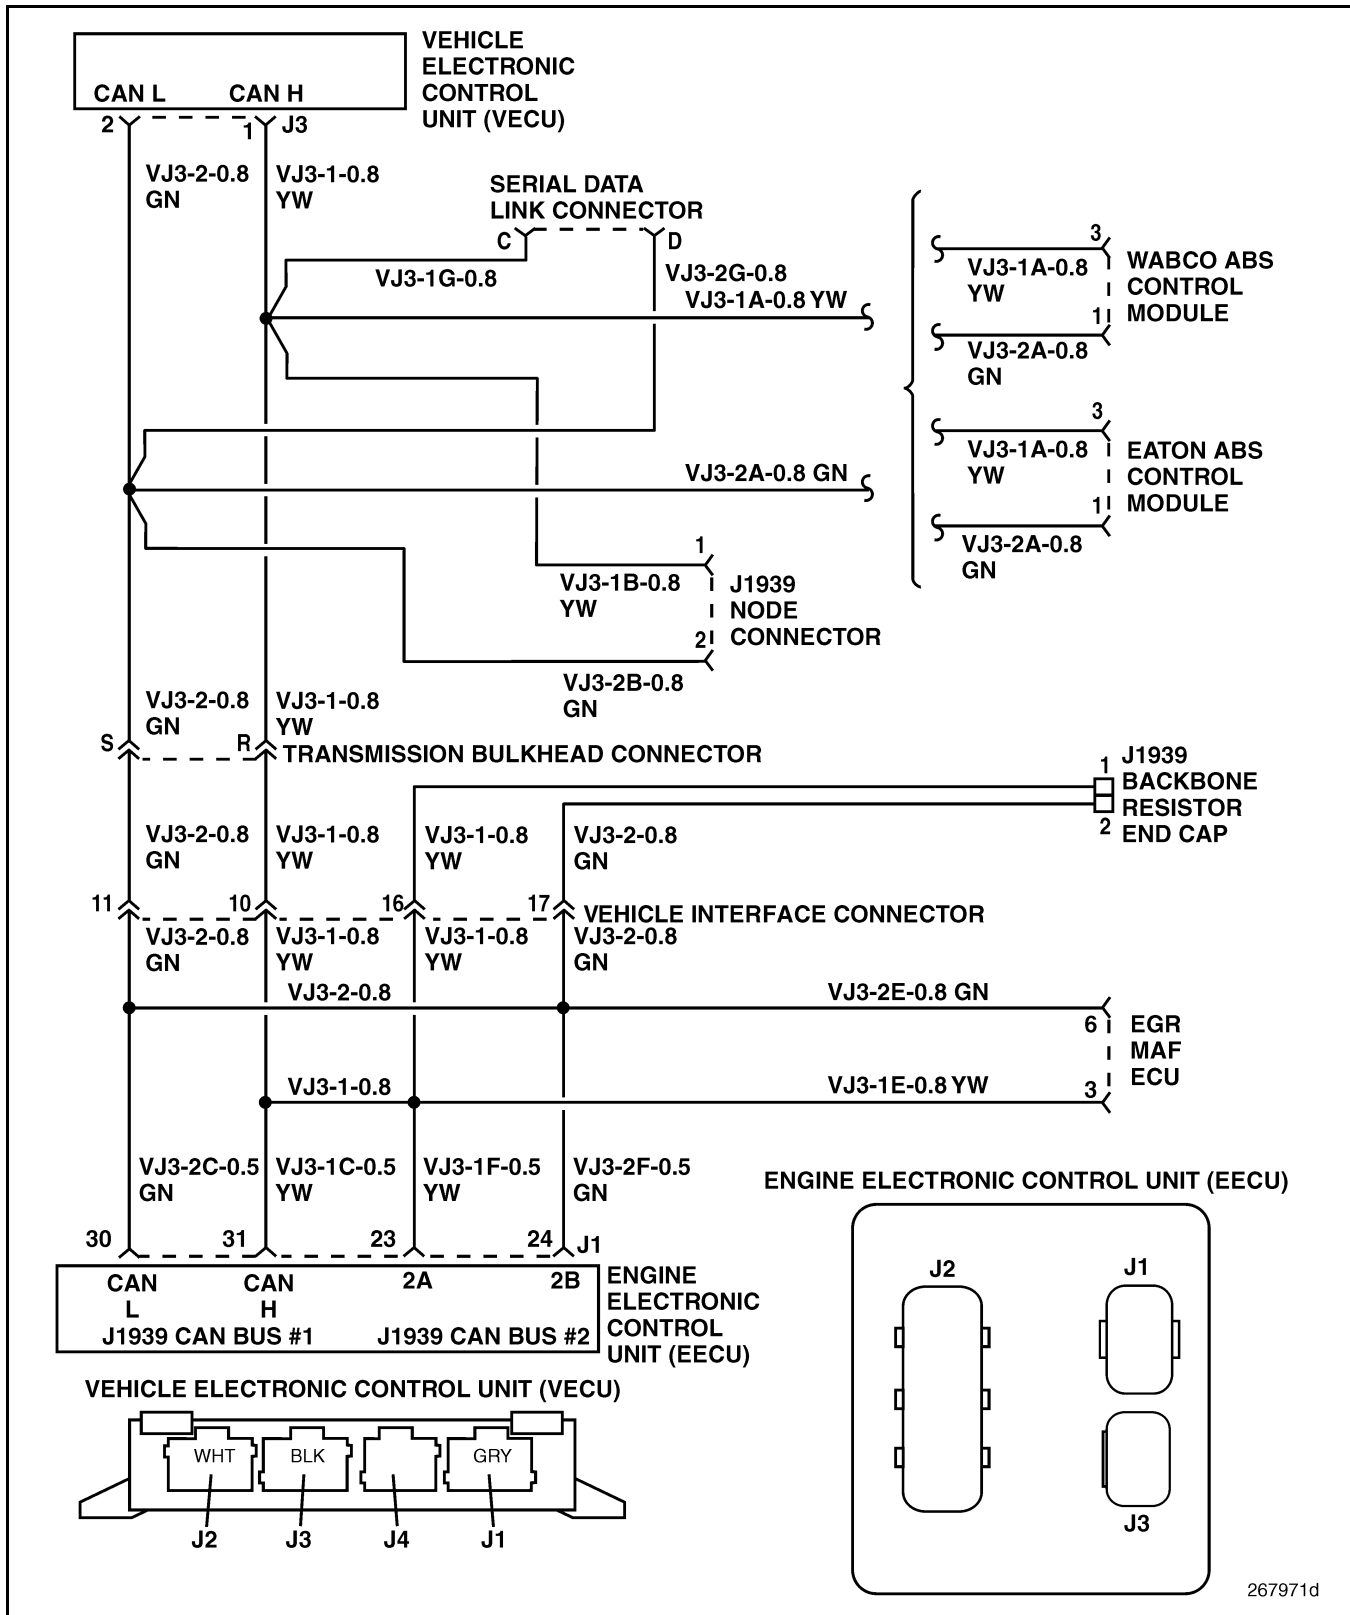 VEHICLE
ELECTRONIC
CONTROL
UNIT (VECU)
CAN L CAN H
2 1 J3
VJ3-2-0.8 VJ3-1-0.8
GN YW
SERIAL DATA
LINK CONNECTOR
C D
VJ3-1G-0.8
VJ3-2G-0.8
VJ3-1A-0.8 YW
3
VJ3-1A-0.8
YW
1
VJ3-2A-0.8
GN
WABCO ABS
CONTROL
MODULE
3
VJ3-1A-0.8
YW
1
VJ3-2A-0.8
GN
EATON ABS
CONTROL
MODULE
VJ3-2A-0.8 GN
1
VJ3-1B-0.8
YW
2
VJ3-2B-0.8
GN
J1939
NODE
CONNECTOR
VJ3-2-0.8 VJ3-1-0.8
GN YW
S R TRANSMISSION BULKHEAD CONNECTOR
1
2
J1939
BACKBONE
RESISTOR
END CAP
VJ3-2-0.8 VJ3-1-0.8 VJ3-1-0.8 VJ3-2-0.8
GN YW YW GN
11 10 16 17 VEHICLE INTERFACE CONNECTOR
VJ3-2-0.8 VJ3-1-0.8 VJ3-1-0.8 VJ3-2-0.8
GN YW YW GN
VJ3-2-0.8 VJ3-2E-0.8 GN
6
EGR
MAF
ECU
VJ3-1-0.8 VJ3-1E-0.8 YW
3
VJ3-2C-0.5 VJ3-1C-0.5 VJ3-1F-0.5 VJ3-2F-0.5
GN YW YW GN
30 31 23 24 J1
CAN CAN 2A 2B
L H
J1939 CAN BUS #1 J1939 CAN BUS #2
ENGINE
ELECTRONIC
CONTROL
UNIT (EECU)
VEHICLE ELECTRONIC CONTROL UNIT (VECU)
WHT BLK GRY
J2 J3 J4 J1
ENGINE ELECTRONIC CONTROL UNIT (EECU)
J2 J1
J3
267971d